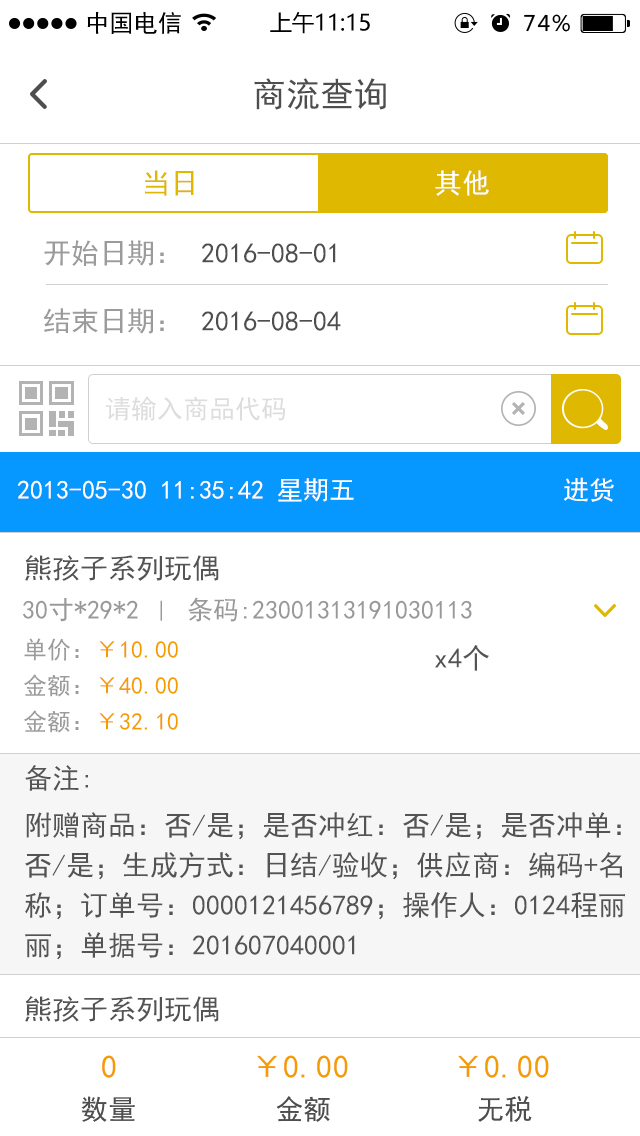 中国电信 上午11:15 74%
商流查询
当日 其他
开始日期： 2016-08-01
结束日期： 2016-08-04
请输入商品代码
2013-05-30 11:35:42 星期五 进货
熊孩子系列玩偶
30寸*29*2 | 条码:23001313191030113
单价： ￥10.00
x4个
金额： ￥40.00
金额： ￥32.10
备注:
附赠商品：否/是；是否冲红：否/是；是否冲单：
否/是；生成方式：日结/验收；供应商：编码+名
称；订单号：0000121456789；操作人：0124程丽
丽；单据号：201607040001
熊孩子系列玩偶
0 ￥0.00 ￥0.00
数量 金额 无税